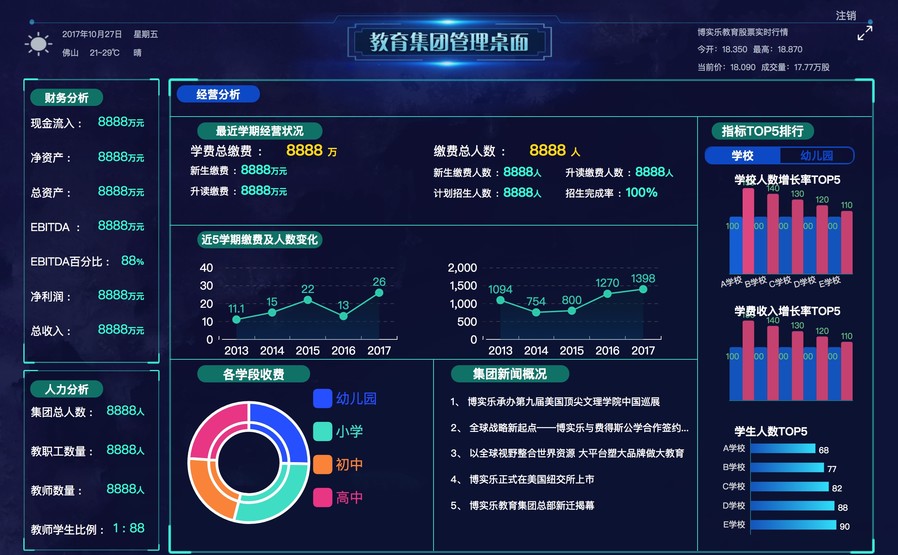 注销
2017年10月27日 星期五
佛山 21-29℃ 晴
教育集团管理桌面
博实乐教育股票实时行情
今开：18.350 最高：18.870
当前价：18.090 成交量：17.77万股
财务分析
现金流入： 8888万元
净资产： 8888万元
总资产： 8888万元
EBITDA ： 8888万元
EBITDA百分比： 88%
净利润： 8888万元
总收入： 8888万元
人力分析
集团总人数： 8888人
教职工数量： 8888人
教师数量： 8888人
教师学生比例： 1：88
经营分析
最近学期经营状况
学费总缴费 ： 8888 万
新生缴费：8888万元
升读缴费：8888万元
缴费总人数 ： 8888 人
新生缴费人数：8888人 升读缴费人数：8888人
计划招生人数：8888人 招生完成率：100%
近5学期缴费及人数变化
40
30
20
10
0
11.1 15 22 13 26
2013 2014 2015 2016 2017
2,000
1,500
1,000
500
0
1094 754 800 1270 1398
2013 2014 2015 2016 2017
各学段收费
幼儿园
小学
初中
高中
集团新闻概况
1、 博实乐承办第九届美国顶尖文理学院中国巡展
2、 全球战略新起点——博实乐与费得斯公学合作签约...
3、 以全球视野整合世界资源 大平台塑大品牌做大教育
4、 博实乐正式在美国纽交所上市
5、 博实乐教育集团总部新迁揭幕
指标TOP5排行
学校 幼儿园
学校人数增长率TOP5
140 130 120 110
100 100 100 100 100
A学校 B学校 C学校 D学校 E学校
学费收入增长率TOP5
140 130 120 110
100 100 100 100 100
学生人数TOP5
A学校 68
B学校 77
C学校 82
D学校 88
E学校 90